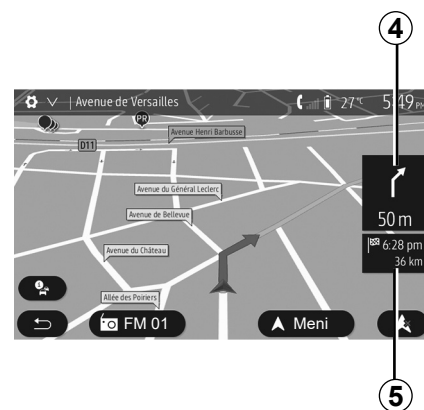 4
Avenue de Versailles
27 °C
5:49 PM
PR
Avenue Henri Barbusse
D11
Avenue du Général Leclerc
50 m
Avenue de Bellevue
6:28 pm
Avenue du Château
36 km
Allée des Poiriers
FM 01
Meni
5